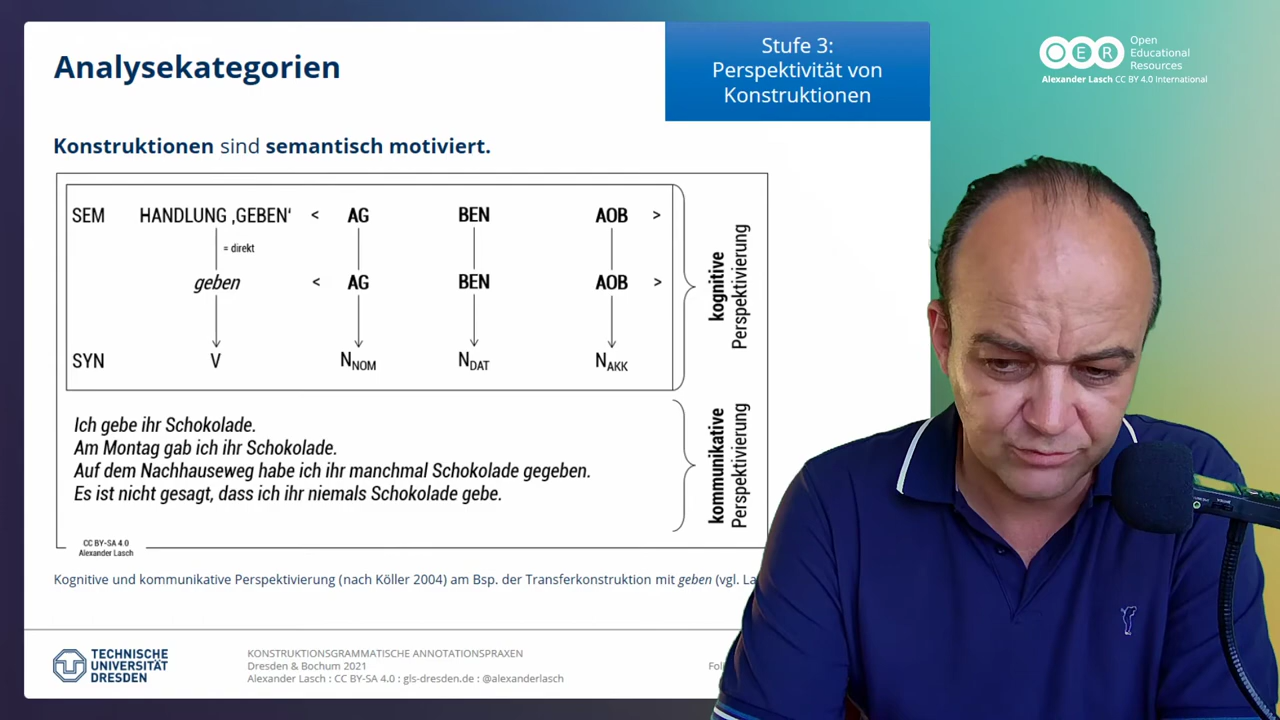 Analysekategorien
Stufe 3:
Perspektivität von
Konstruktionen
OER
Open
Educational
Resources
Alexander Lasch CC BY 4.0 International
Konstruktionen sind semantisch motiviert.
SEM HANDLUNG ‚GEBEN‘ < AG BEN AOB >
= direkt
geben < AG BEN AOB >
SYN V NNOM NDAT NAKK
kognitive
Perspektivierung
Ich gebe ihr Schokolade.
Am Montag gab ich ihr Schokolade.
Auf dem Nachhauseweg habe ich ihr manchmal Schokolade gegeben.
Es ist nicht gesagt, dass ich ihr niemals Schokolade gebe.
kommunikative
Perspektivierung
CC BY-SA 4.0
Alexander Lasch
Kognitive und kommunikative Perspektivierung (nach Köller 2004) am Bsp. der Transferkonstruktion mit geben (vgl.
TECHNISCHE
UNIVERSITÄT
DRESDEN
KONSTRUKTIONSGRAMMATISCHE ANNOTATIONSPRAXEN
Dresden & Bochum 2021
Alexander Lasch : CC BY-SA 4.0 : gls-dresden.de : @alexanderlasch